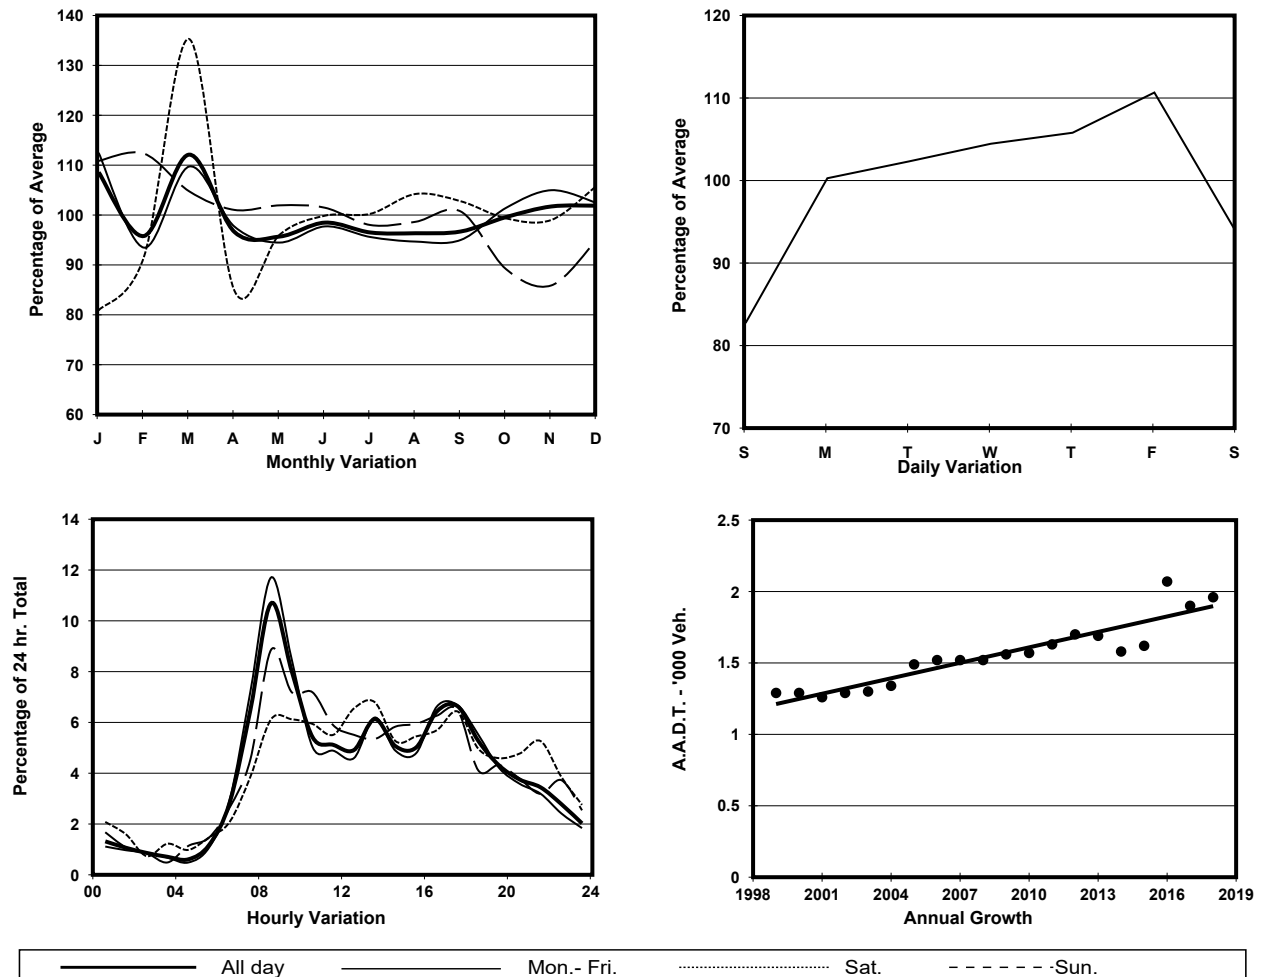 140
130
120
110
100
90
80
70
60
Percentage of Average
J F M A M J J A S O N D
Monthly Variation
120
110
100
90
80
70
Percentage of Average
S M T W T F S
Daily Variation
14
12
10
8
6
4
2
0
Percentage of 24 hr. Total
00 04 08 12 16 20 24
Hourly Variation
2.5
2
1.5
1
0.5
0
A.A.D.T. - '000 Veh.
1998 2001 2004 2007 2010 2013 2016 2019
Annual Growth
All day Mon.- Fri. Sat. Sun.